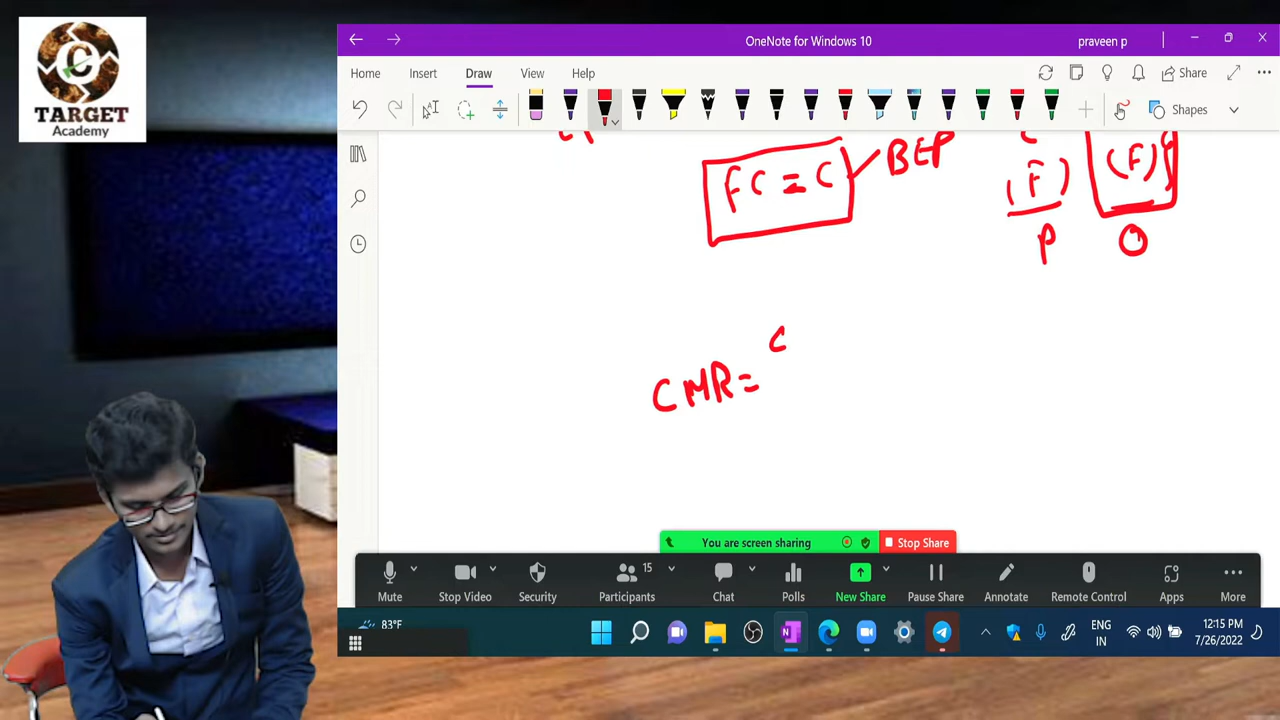 C
TARGET
Academy
OneNote for Windows 10
praveen p
Home Insert Draw View Help
Share
Shapes
FC = C
BEP
(F) (F)
P O
C
CMR=
You are screen sharing
Stop Share
15
Mute Stop Video Security Participants Chat Polls New Share Pause Share Annotate Remote Control Apps More
83°F
ENG
IN
12:15 PM
7/26/2022